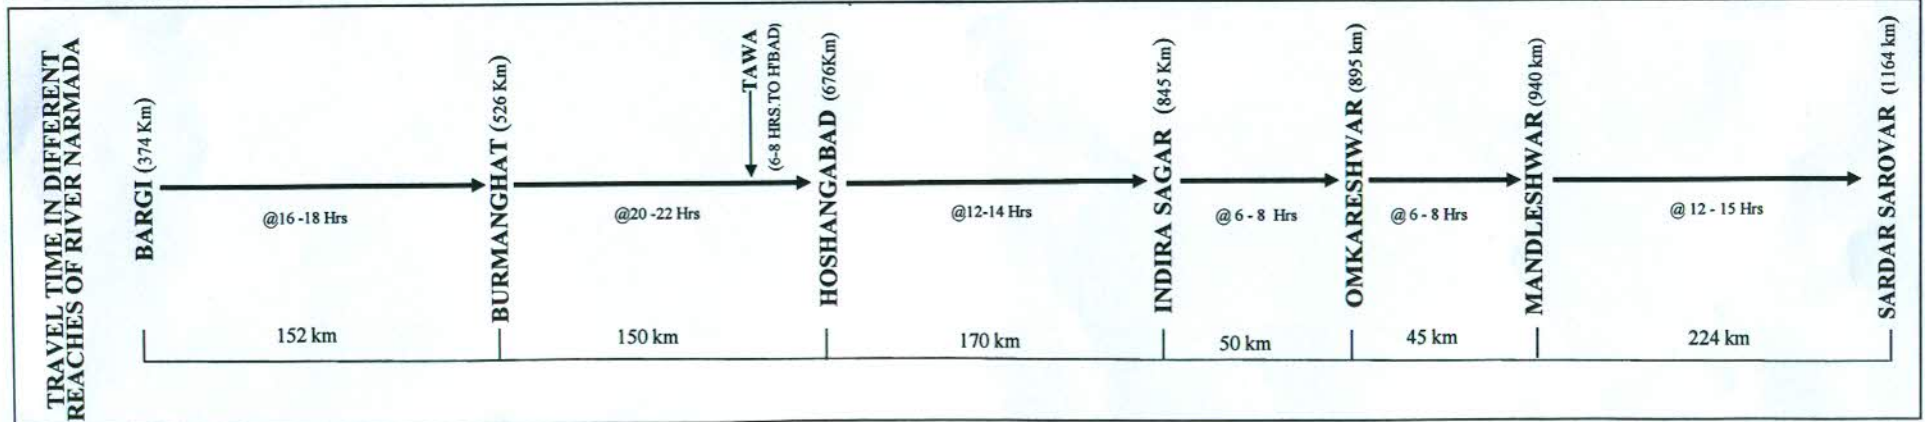 TRAVEL TIME IN DIFFERENT
REACHES OF RIVER NARMADA
BARGI (374 Km)
@16 -18 Hrs
152 km
BURMANGHAT (526 Km)
@20 -22 Hrs
150 km
TAWA
(6-8 HRS.TO H'BAD)
HOSHANGABAD (676Km)
@12-14 Hrs
170 km
INDIRA SAGAR (845 Km)
@ 6 - 8 Hrs
50 km
OMKARESHWAR (895 km)
@ 6 - 8 Hrs
45 km
MANDLESHWAR (940 km)
@ 12 - 15 Hrs
224 km
SARDAR SAROVAR (1164 km)